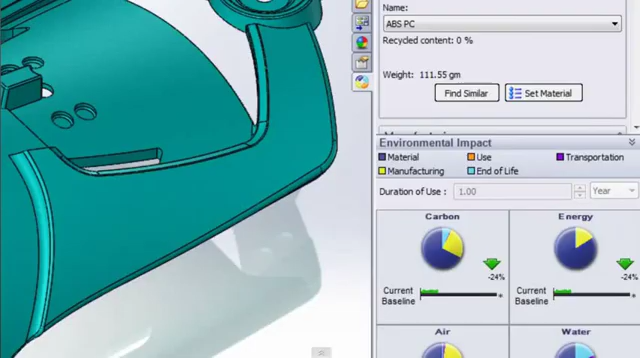 Name:
ABS PC
Recycled content: 0 %
Weight: 111.55 gm
Find Similar
Set Material
Environmental Impact
Material
Use
Transportation
Manufacturing
End of Life
Duration of Use :
1.00
Year
Carbon
Energy
-24%
-24%
Current
Baseline
Current
Baseline
Air
Water